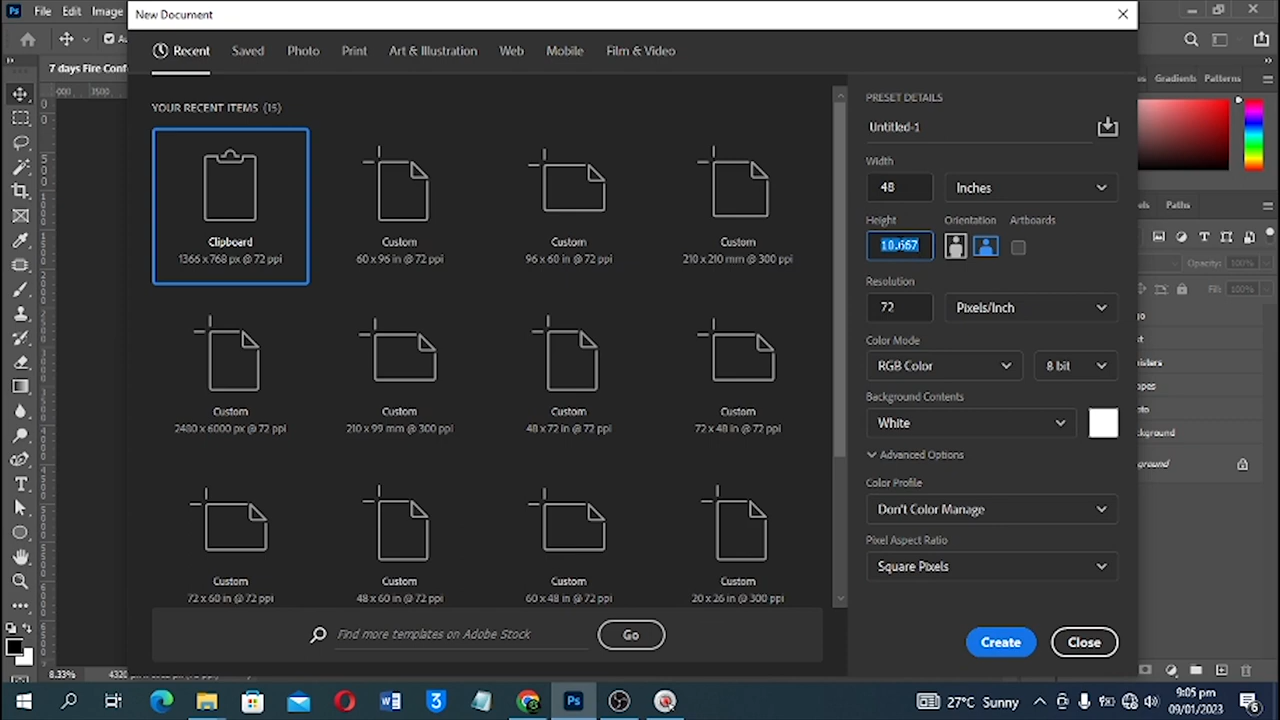 Ps File Edit Image
New Document
Recent Saved Photo Print Art & Illustration Web Mobile Film & Video
7 days Fire Conf
Gradients Patterns
YOUR RECENT ITEMS (15)
Clipboard
1366 x 768 px @ 72 ppi
Custom
60 x 96 in @ 72 ppi
Custom
96 x 60 in @ 72 ppi
Custom
210 x 210 mm @ 300 ppi
Custom
2480 x 6000 px @ 72 ppi
Custom
210 x 99 mm @ 300 ppi
Custom
48 x 72 in @ 72 ppi
Custom
72 x 48 in @ 72 ppi
Custom
72 x 60 in @ 72 ppi
Custom
48 x 60 in @ 72 ppi
Custom
60 x 48 in @ 72 ppi
Custom
20 x 26 in @ 300 ppi
Find more templates on Adobe Stock
Go
PRESET DETAILS
Untitled-1
Width
48 Inches
Height Orientation Artboards
10.667
Resolution
72 Pixels/Inch
Color Mode
RGB Color 8 bit
Background Contents
White
Advanced Options
Color Profile
Don't Color Manage
Pixel Aspect Ratio
Square Pixels
Create Close
Paths
Opacity: 100%
Fill: 100%
8.33%
27°C Sunny
9:05 pm
09/01/2023